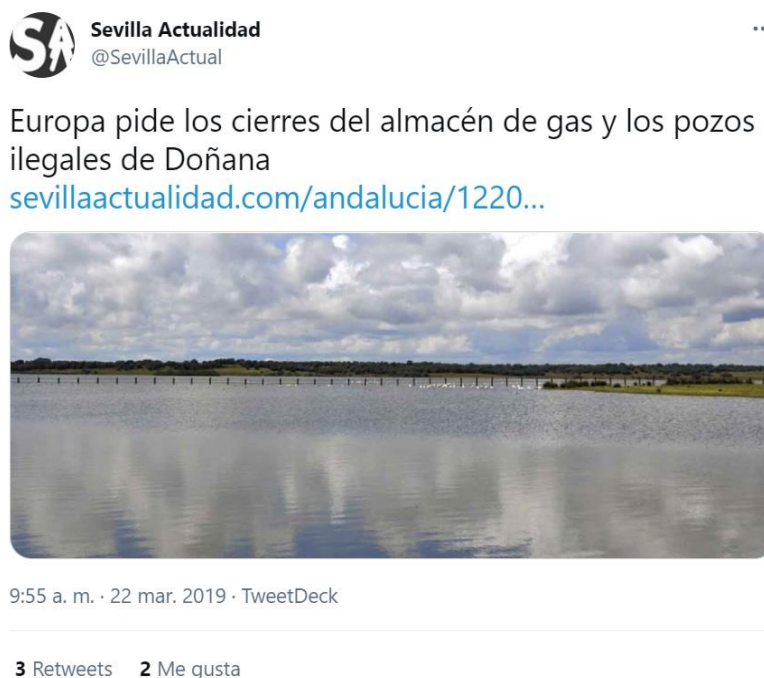 SA
Sevilla Actualidad
@SevillaActual
Europa pide los cierres del almacén de gas y los pozos
ilegales de Doñana
sevillaactualidad.com/andalucia/1220...
9:55 a. m. · 22 mar. 2019 · TweetDeck
3 Retweets 2 Me gusta